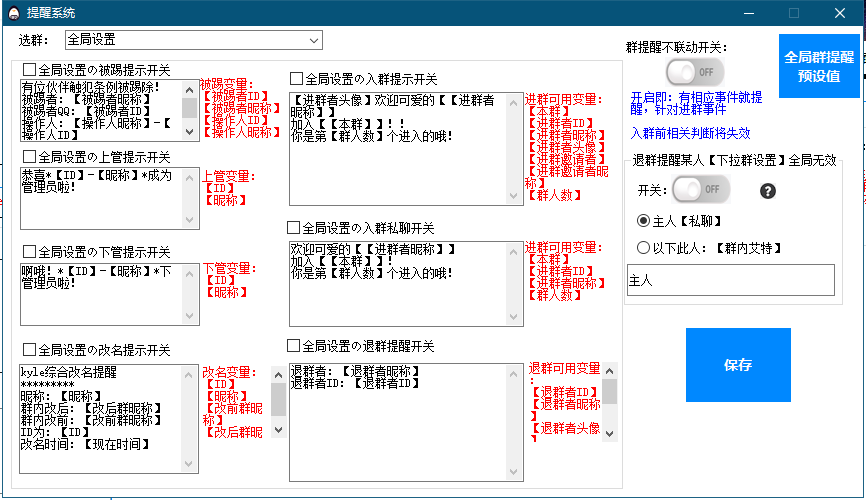 提醒系统
选群：
全局设置
全局设置の被踢提示开关
有位伙伴触犯条例被踢除!
被踢者：【被踢者昵称】
被踢者QQ：【被踢者ID】
操作人：【操作人昵称】-【
操作人ID】
被踢变量：
【被踢者ID】
【被踢者昵称】
【操作人ID】
【操作人昵称】
全局设置の上管提示开关
恭喜*【ID】-【昵称】*成为
管理员啦!
上管变量：
【ID】
【昵称】
全局设置の下管提示开关
啊哦! *【ID】-【昵称】*下
管理员啦!
下管变量：
【ID】
【昵称】
全局设置の改名提示开关
kyle综合改名提醒
*********
昵称：【昵称】
群内改后：【改后群昵称】
群内改前：【改前群昵称】
ID为：【ID】
改名时间：【现在时间】
改名变量：
【ID】
【昵称】
【改前群昵
称】
【改后群昵
全局设置の入群提示开关
【进群者头像】欢迎可爱的【【进群者
昵称】】
加入【【本群】】! !
你是第【群人数】个进入的哦!
进群可用变量：
【本群】
【进群者ID】
【进群者昵称】
【进群者头像】
【进群邀请者】
【进群邀请者昵
称】
【群人数】
全局设置の入群私聊开关
欢迎可爱的【【进群者昵称】】
加入【【本群】】!
你是第【群人数】个进入的哦!
进群可用变量：
【本群】
【进群者ID】
【进群者昵称】
【群人数】
全局设置の退群提醒开关
退群者：【退群者昵称】
退群者ID：【退群者ID】
退群可用变量
：
【退群者ID】
【退群者昵称
】
【退群者头像
】
群提醒不联动开关：
OFF
开启即：有相应事件就提
醒，针对进群事件
入群前相关判断将失效
全局群提醒
预设值
退群提醒某人【下拉群设置】全局无效
开关：
OFF
?
主人【私聊】
以下此人：【群内艾特】
主人
保存